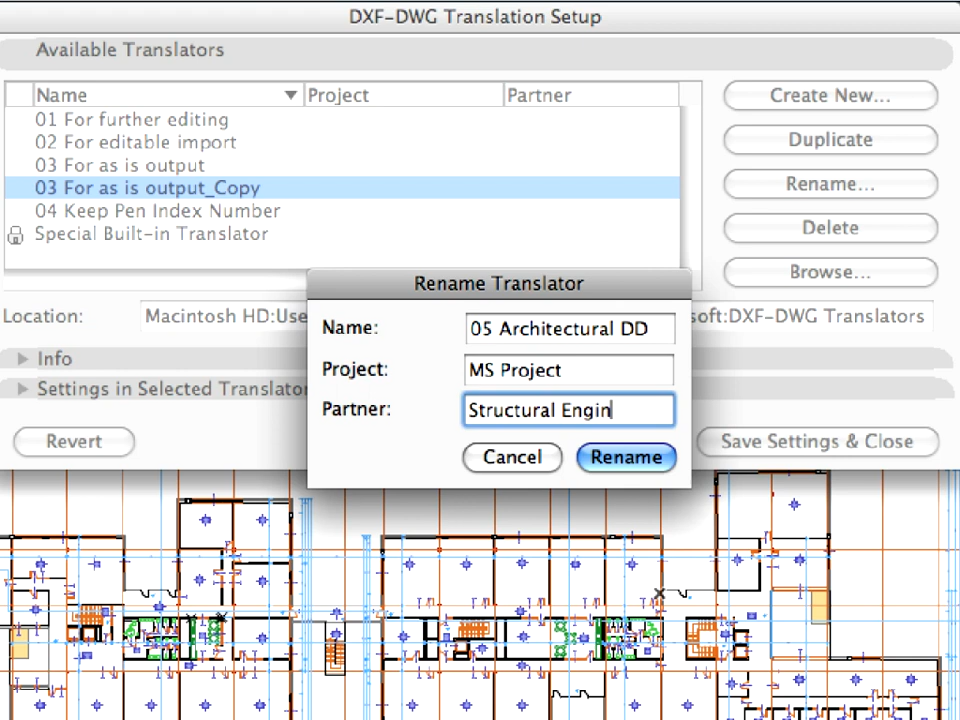 DXF-DWG Translation Setup
Available Translators
Name Project Partner
01 For further editing
02 For editable import
03 For as is output
03 For as is output_Copy
04 Keep Pen Index Number
Special Built-in Translator
Create New...
Duplicate
Rename...
Delete
Browse...
Location: Macintosh HD:Use soft:DXF-DWG Translators
Info
Settings in Selected Translator
Revert
Save Settings & Close
Rename Translator
Name: 05 Architectural DD
Project: MS Project
Partner: Structural Engin
Cancel Rename